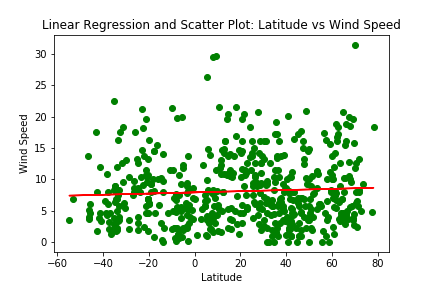 Linear Regression and Scatter Plot: Latitude vs Wind Speed
30
25
20
15
10
5
0
Wind Speed
−60 −40 −20 0 20 40 60 80
Latitude